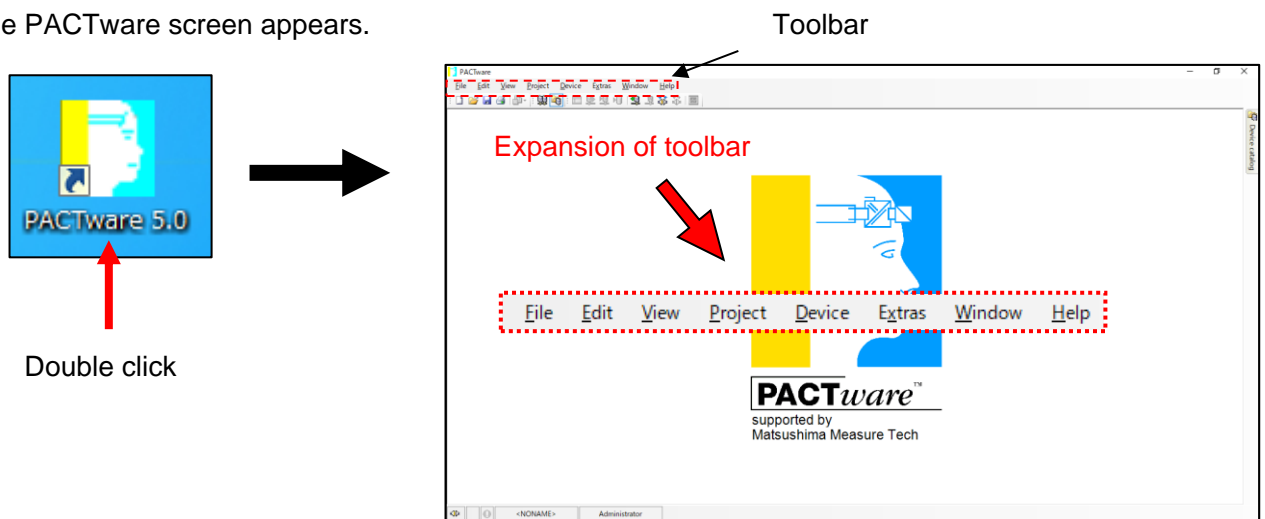 e PACTware screen appears.
Toolbar
PACTware
File Edit View Project Device Extras Window Help
Device catalog
Expansion of toolbar
PACTware 5.0
File Edit View Project Device Extras Window Help
Double click
PACTware™
supported by
Matsushima Measure Tech
<NONAME> Administrator